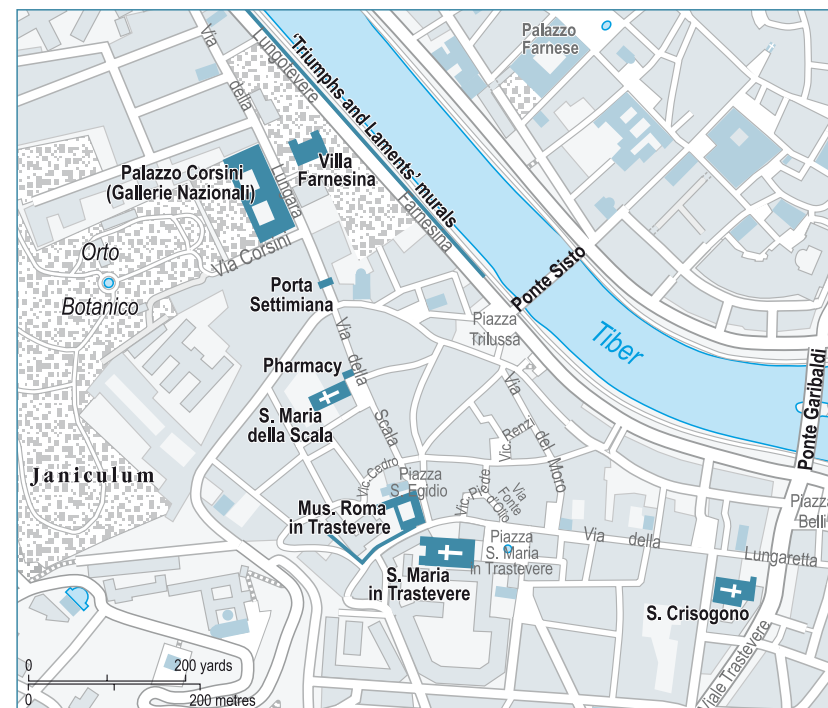 Palazzo
Farnese
Via
della
Lungara
Lungotevere
Farnesina
'Triumphs and Laments' murals
Villa
Farnesina
Palazzo Corsini
(Gallerie Nazionali)
Via Corsini
Orto
Botanico
Porta
Settimiana
Ponte Sisto
Piazza
Trilussa
Tiber
Ponte Garibaldi
Pharmacy
Via della
Scala
S. Maria
della Scala
Via
del Moro
Vic. Renzi
Vic. Cedro
Piazza
S. Egidio
Vic. Piede
Via
Fonte
d'Olio
Janiculum
Mus. Roma
in Trastevere
Piazza
S. Maria
in Trastevere
Via della
Lungaretta
Piazza
Belli
S. Maria
in Trastevere
S. Crisogono
Viale Trastevere
0 200 yards
0 200 metres